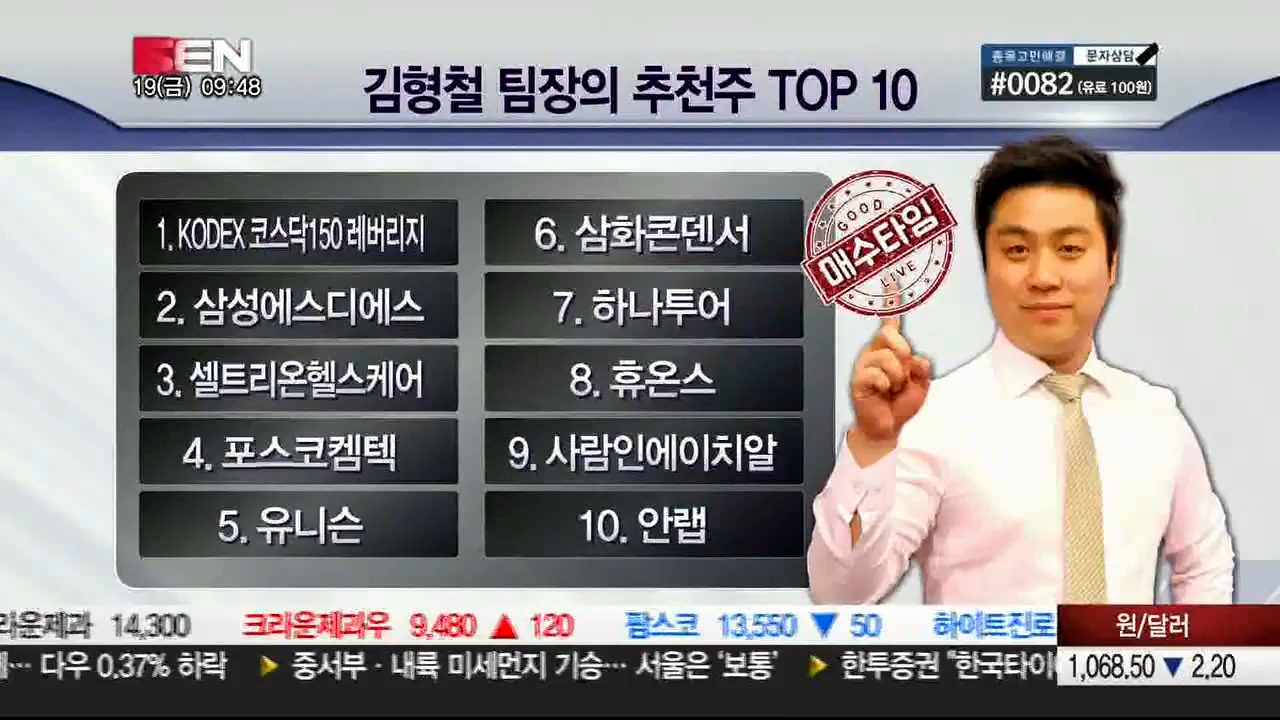 SEN
19(금) 09:48
김형철 팀장의 추천주 TOP 10
종목고민해결 문자상담
#0082 (유료 100원)
1. KODEX 코스닥150 레버리지
2. 삼성에스디에스
3. 셀트리온헬스케어
4. 포스코켐텍
5. 유니슨
6. 삼화콘덴서
7. 하나투어
8. 휴온스
9. 사람인에이치알
10. 안랩
GOOD
매수타임
LIVE
라운제과 14,300 크라운제과우 9,480 ▲ 120 팜스코 13,550 ▼ 50 하이트진로
원/달러
1,068.50 ▼ 2.20
… 다우 0.37% 하락 ▶ 중서부·내륙 미세먼지 기승… 서울은 '보통' ▶ 한투증권 "한국타이